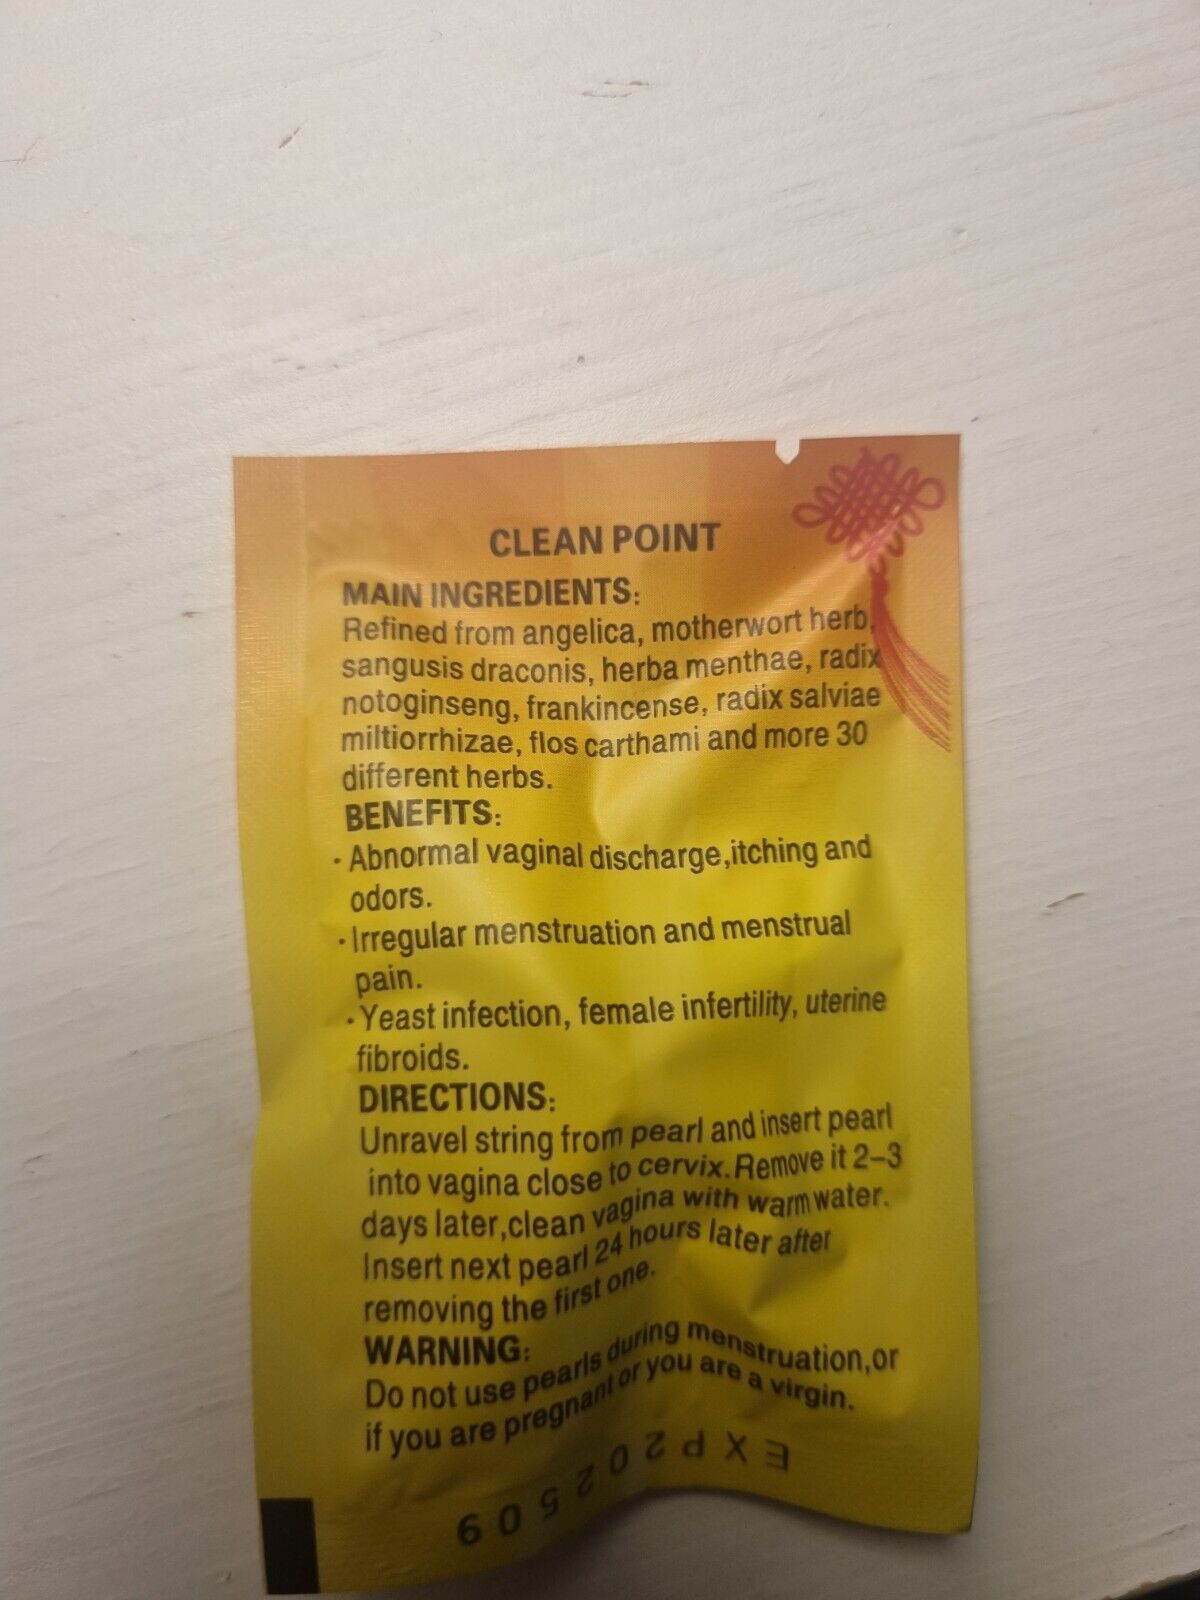 CLEAN POINT
MAIN INGREDIENTS:
Refined from angelica, motherwort herb,
sangusis draconis, herba menthae, radix
notoginseng, frankincense, radix salviae
miltiorrhizae, flos carthami and more 30
different herbs.
BENEFITS:
· Abnormal vaginal discharge,itching and
odors.
· Irregular menstruation and menstrual
pain.
· Yeast infection, female infertility, uterine
fibroids.
DIRECTIONS:
Unravel string from pearl and insert pearl
into vagina close to cervix. Remove it 2–3
days later,clean vagina with warm water.
Insert next pearl 24 hours later after
removing the first one.
WARNING:
Do not use pearls during menstruation,or
if you are pregnant or you are a virgin.
EXP202509